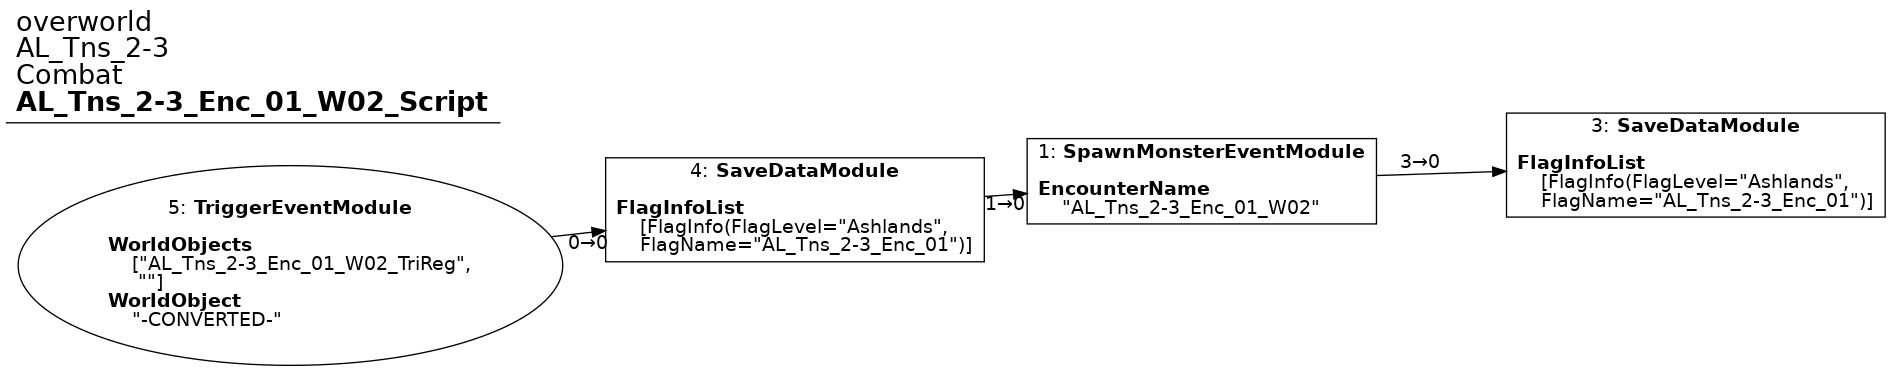 overworld
AL_Tns_2-3
Combat
AL_Tns_2-3_Enc_01_W02_Script
5: TriggerEventModule
WorldObjects
["AL_Tns_2-3_Enc_01_W02_TriReg",
""]
WorldObject
"-CONVERTED-"
0→0
4: SaveDataModule
FlagInfoList
[FlagInfo(FlagLevel="Ashlands",
FlagName="AL_Tns_2-3_Enc_01")]
1→0
1: SpawnMonsterEventModule
EncounterName
"AL_Tns_2-3_Enc_01_W02"
3→0
3: SaveDataModule
FlagInfoList
[FlagInfo(FlagLevel="Ashlands",
FlagName="AL_Tns_2-3_Enc_01")]